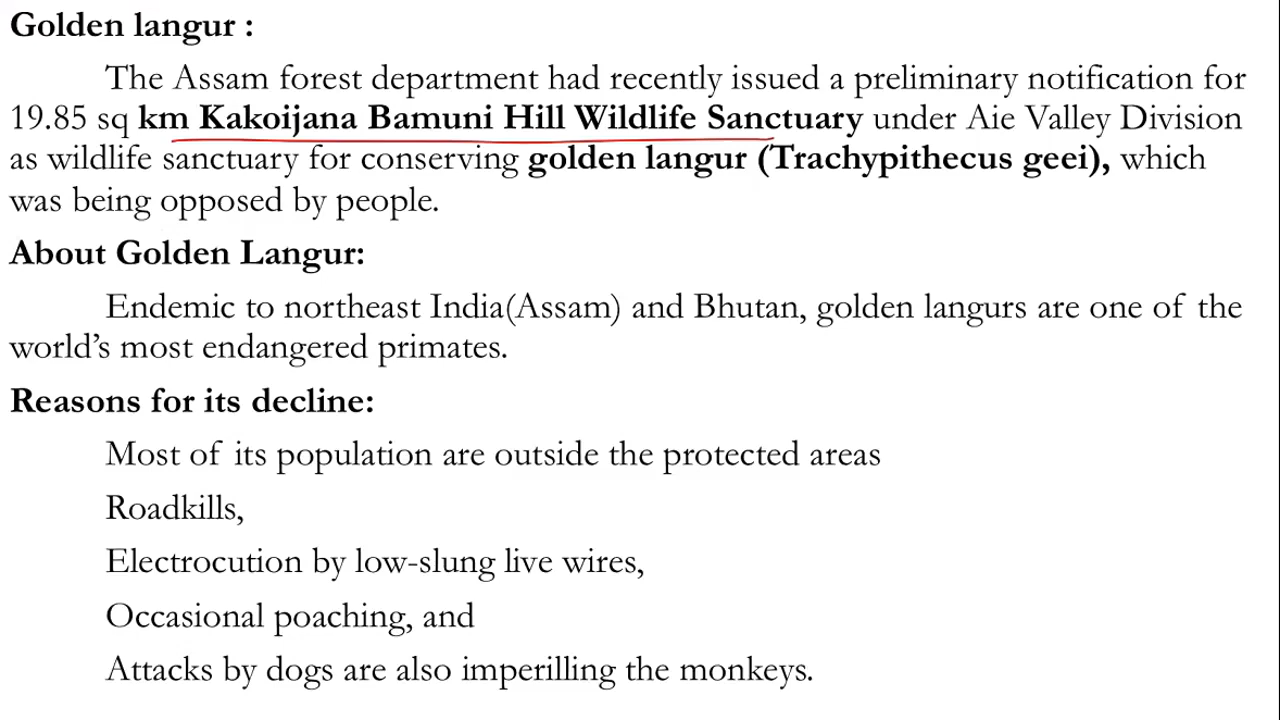 Golden langur :
The Assam forest department had recently issued a preliminary notification for
19.85 sq km Kakoijana Bamuni Hill Wildlife Sanctuary under Aie Valley Division
as wildlife sanctuary for conserving golden langur (Trachypithecus geei), which
was being opposed by people.
About Golden Langur:
Endemic to northeast India(Assam) and Bhutan, golden langurs are one of the
world’s most endangered primates.
Reasons for its decline:
Most of its population are outside the protected areas
Roadkills,
Electrocution by low-slung live wires,
Occasional poaching, and
Attacks by dogs are also imperilling the monkeys.